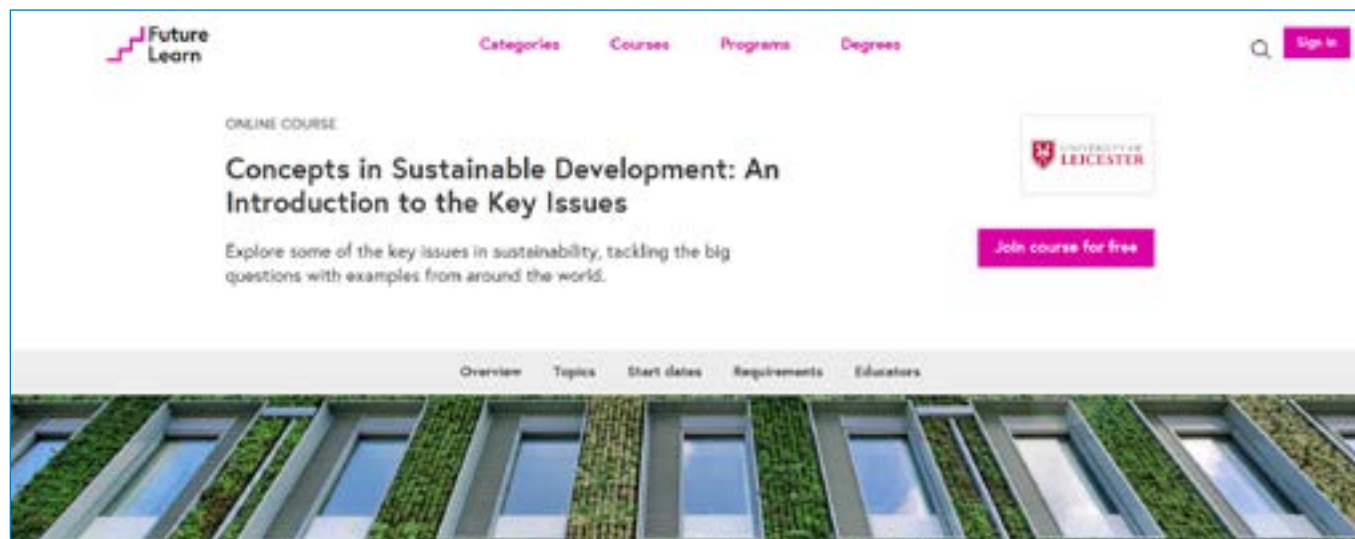 Future
Learn
Categories
Courses
Programs
Degrees
Sign in
ONLINE COURSE
Concepts in Sustainable Development: An
Introduction to the Key Issues
Explore some of the key issues in sustainability, tackling the big
questions with examples from around the world.
UNIVERSITY OF
LEICESTER
Join course for free
Overview
Topics
Start dates
Requirements
Educators